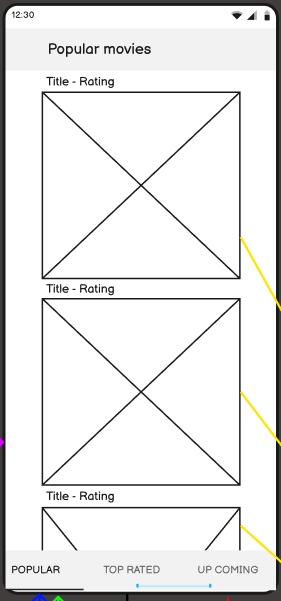 12:30
Popular movies
Title - Rating
Title - Rating
Title - Rating
POPULAR TOP RATED UP COMING